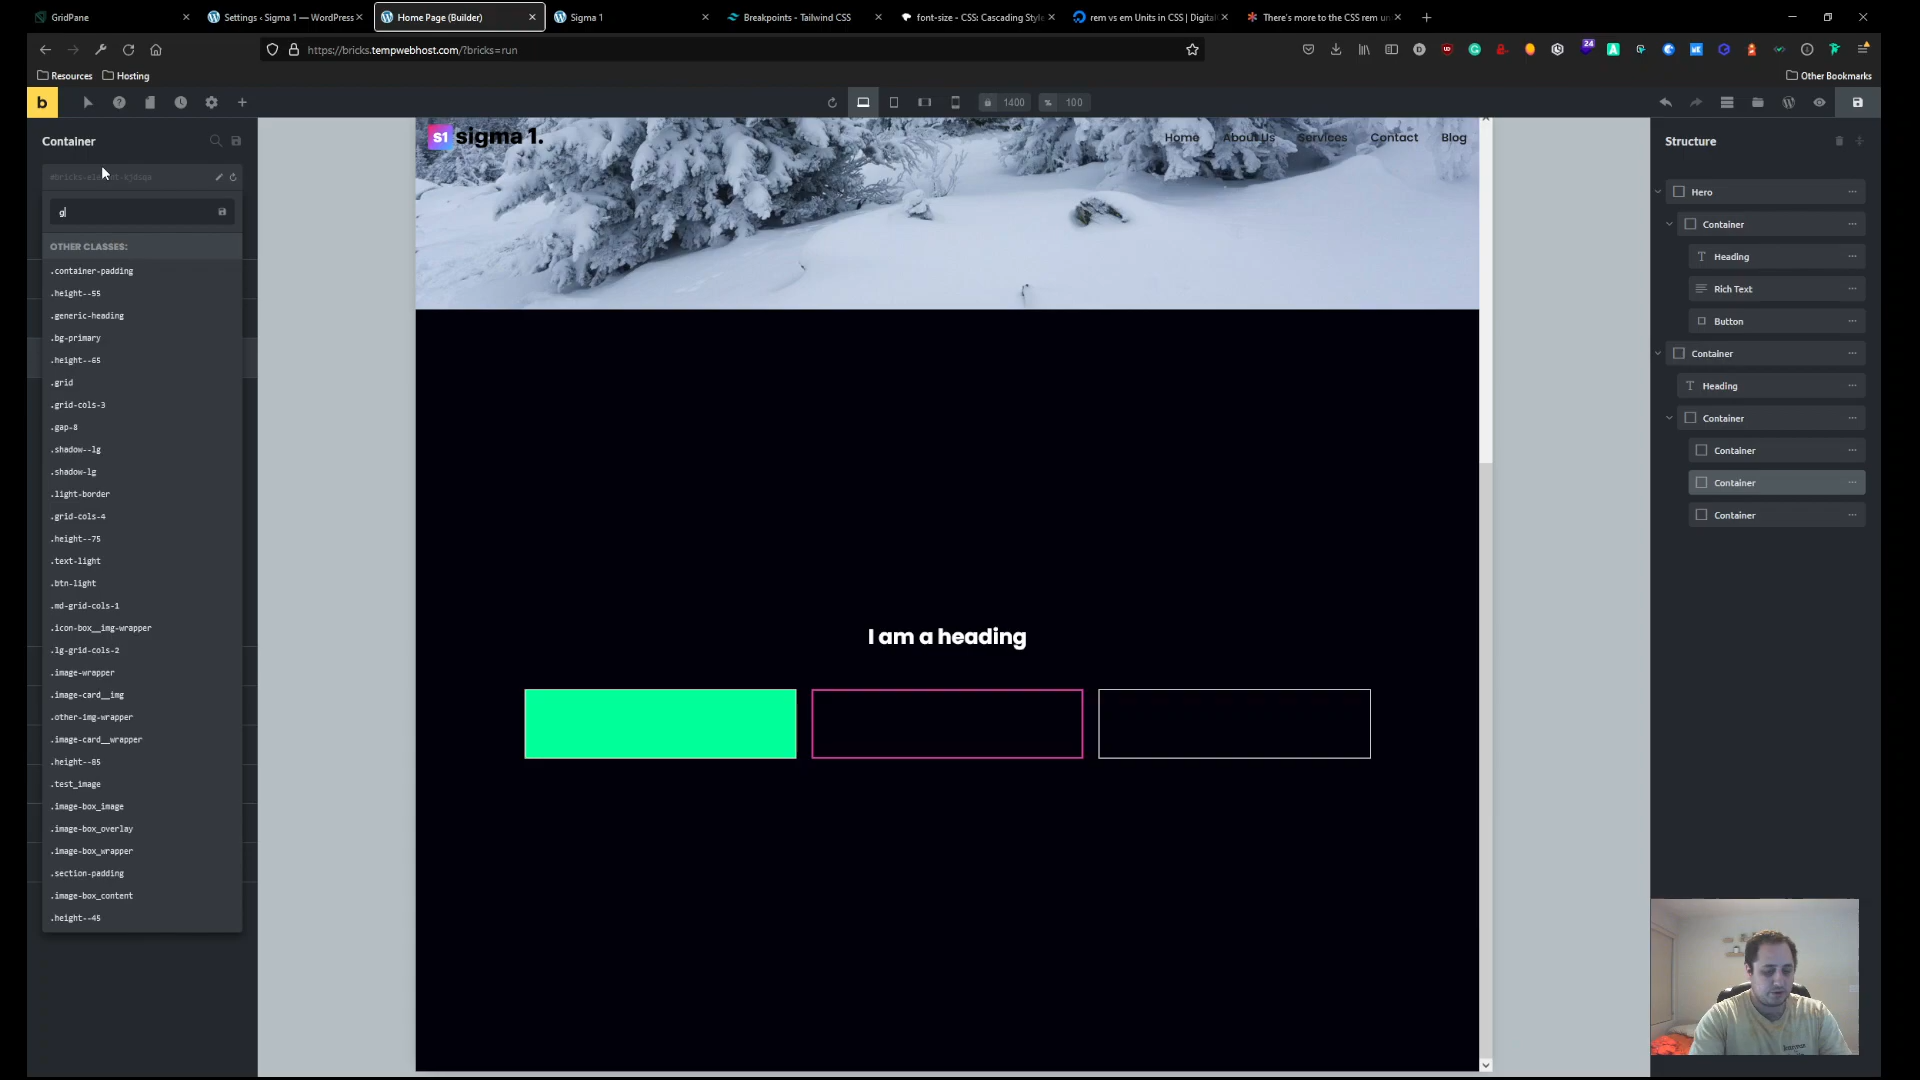 GridPane
Settings ‹ Sigma 1 — WordPress
Home Page (Builder)
Sigma 1
Breakpoints - Tailwind CSS
font-size - CSS: Cascading Style
rem vs em Units in CSS | Digital
There's more to the CSS rem un
https://bricks.tempwebhost.com/?bricks=run
24
Resources
Hosting
Other Bookmarks
b
1400
100
Container
#bricks-element-kjdsqa
g
OTHER CLASSES:
.container-padding
.height--55
.generic-heading
.bg-primary
.height--65
.grid
.grid-cols-3
.gap-8
.shadow--lg
.shadow-lg
.light-border
.grid-cols-4
.height--75
.text-light
.btn-light
.md-grid-cols-1
.icon-box__img-wrapper
.lg-grid-cols-2
.image-wrapper
.image-card__img
.other-img-wrapper
.image-card__wrapper
.height--85
.test_image
.image-box_image
.image-box_overlay
.image-box_wrapper
.section-padding
.image-box_content
.height--45
S1 sigma 1.
Home
About Us
Services
Contact
Blog
I am a heading
Structure
Hero
Container
Heading
Rich Text
Button
Container
Heading
Container
Container
Container
Container